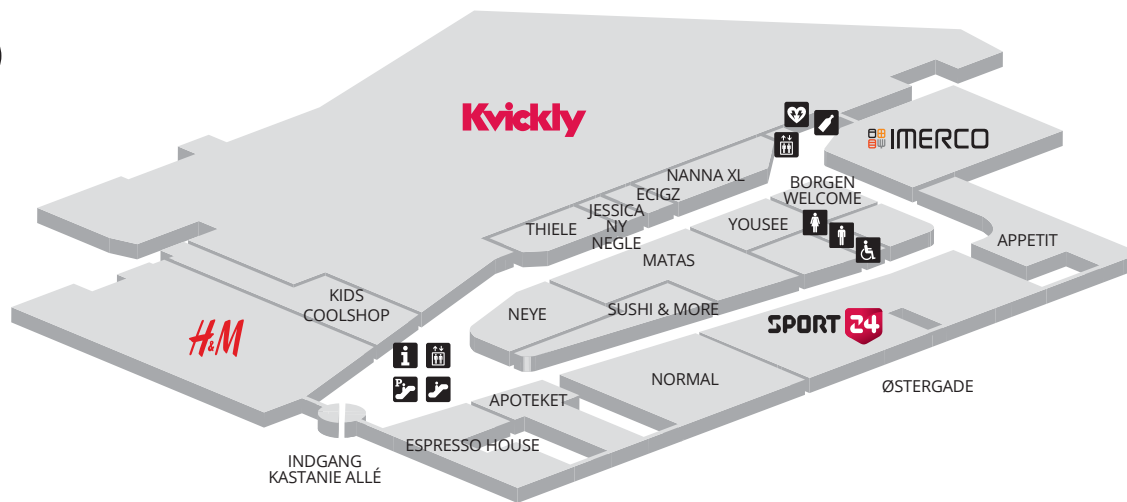 )
Kvickly
IMERCO
NANNA XL
ECIGZ
BORGEN
WELCOME
JESSICA
NY
NEGLE
THIELE
YOUSEE
APPETIT
MATAS
KIDS
COOLSHOP
NEYE
SUSHI & MORE
SPORT 24
H&M
i
P
NORMAL
ØSTERGADE
APOTEKET
ESPRESSO HOUSE
INDGANG
KASTANIE ALLÉ